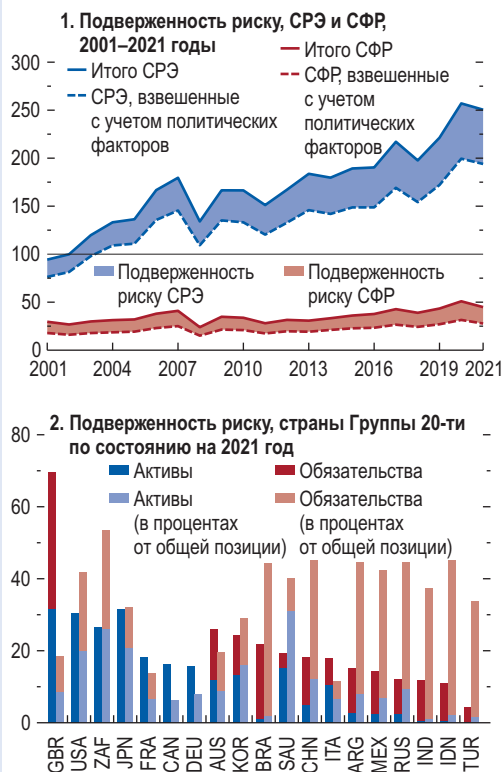 1. Подверженность риску, СРЭ и СФР,
2001–2021 годы
300
250
200
150
100
50
0
Итого СРЭ
СРЭ, взвешенные
с учетом
политических
факторов
Итого СФР
СФР, взвешенные
с учетом
политических
факторов
Подверженность
риску СРЭ
Подверженность
риску СФР
2001 2004 2007 2010 2013 2016 2019 2021
2. Подверженность риску, страны Группы 20-ти
по состоянию на 2021 год
80
60
40
20
0
Активы
Активы
(в процентах
от общей позиции)
Обязательства
Обязательства
(в процентах
от общей позиции)
GBR
USA
ZAF
JPN
FRA
CAN
DEU
AUS
KOR
BRA
SAU
CHN
ITA
ARG
MEX
RUS
IND
IDN
TUR